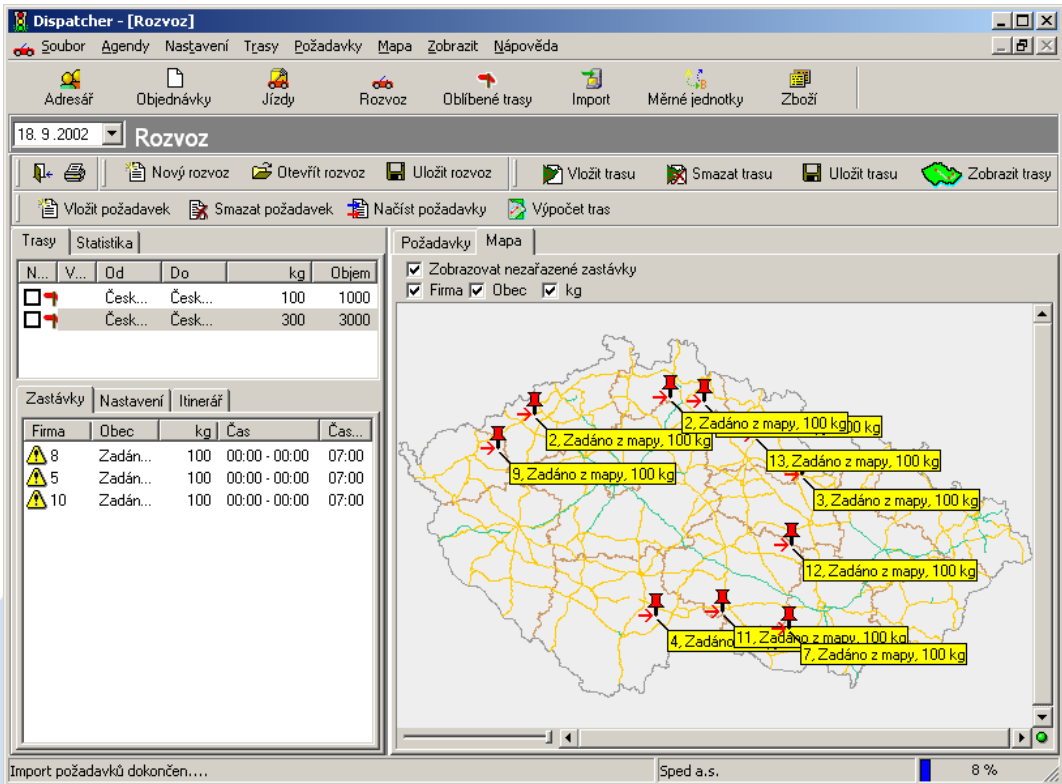 Dispatcher - [Rozvoz]
Soubor Agendy Nastavení Trasy Požadavky Mapa Zobrazit Nápověda
Adresář Objednávky Jízdy Rozvoz Oblíbené trasy Import Měrné jednotky Zboží
18. 9.2002 Rozvoz
Nový rozvoz Otevřít rozvoz Uložit rozvoz Vložit trasu Smazat trasu Uložit trasu Zobrazit trasy
Vložit požadavek Smazat požadavek Načíst požadavky Výpočet tras
Trasy Statistika
N... V... Od Do kg Objem
Česk... Česk... 100 1000
Česk... Česk... 300 3000
Zastávky Nastavení Itinerář
Firma Obec kg Čas Čas...
8 Zadán... 100 00:00 - 00:00 07:00
5 Zadán... 100 00:00 - 00:00 07:00
10 Zadán... 100 00:00 - 00:00 07:00
Požadavky Mapa
Zobrazovat nezařazené zastávky
Firma Obec kg
2, Zadáno z mapy, 100 kg
00 kg
2, Zadáno z mapy, 100 kg
13, Zadáno z mapy, 100 kg
9, Zadáno z mapy, 100 kg
3, Zadáno z mapy, 100 kg
12, Zadáno z mapy, 100 kg
4, Zadáno
11, Zadáno z mapy, 100 kg
7, Zadáno z mapy, 100 kg
Import požadavků dokončen....
Sped a.s.
8 %